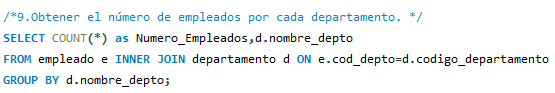 /*9.Obtener el número de empleados por cada departamento. */
SELECT COUNT(*) as Numero_Empleados,d.nombre_depto
FROM empleado e INNER JOIN departamento d ON e.cod_depto=d.codigo_departamento
GROUP BY d.nombre_depto;